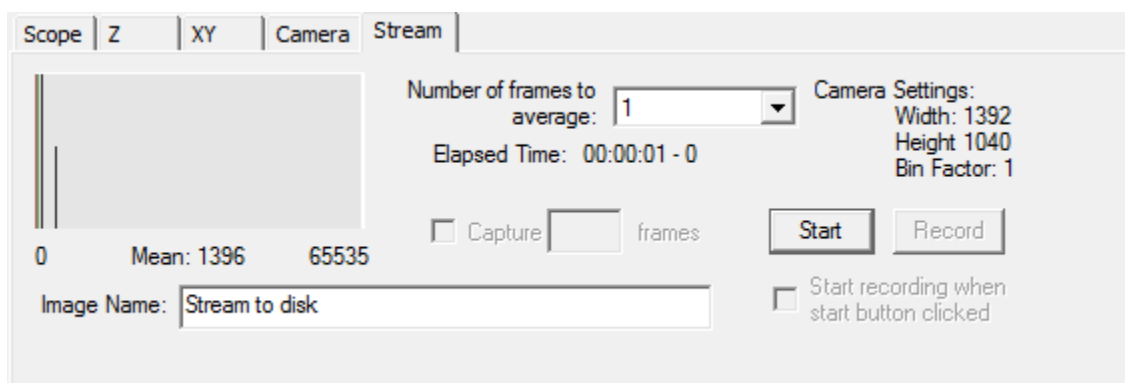 Scope Z XY Camera Stream
Number of frames to
average: 1
Elapsed Time: 00:00:01 - 0
Camera Settings:
Width: 1392
Height 1040
Bin Factor: 1
Capture frames
Start Record
0 Mean: 1396 65535
Image Name: Stream to disk
Start recording when
start button clicked